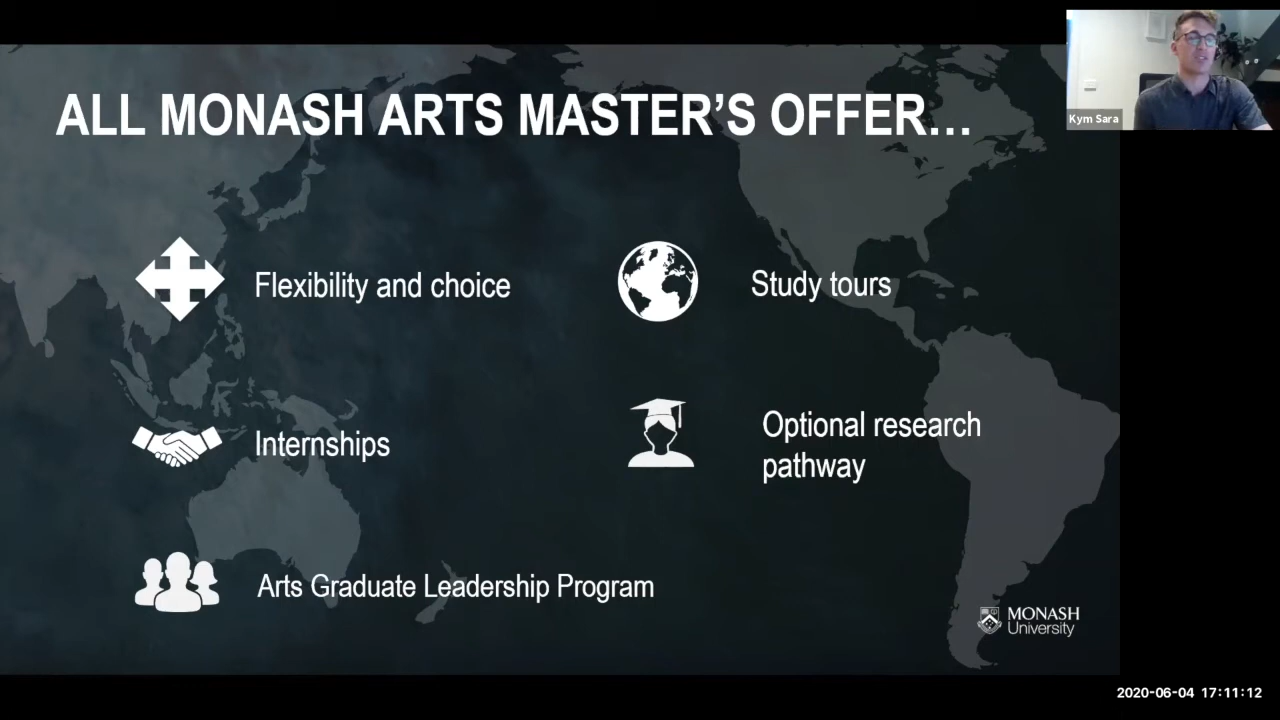 ALL MONASH ARTS MASTER’S OFFER…
Kym Sara
Flexibility and choice
Study tours
Internships
Optional research
pathway
Arts Graduate Leadership Program
MONASH
University
2020-06-04 17:11:12